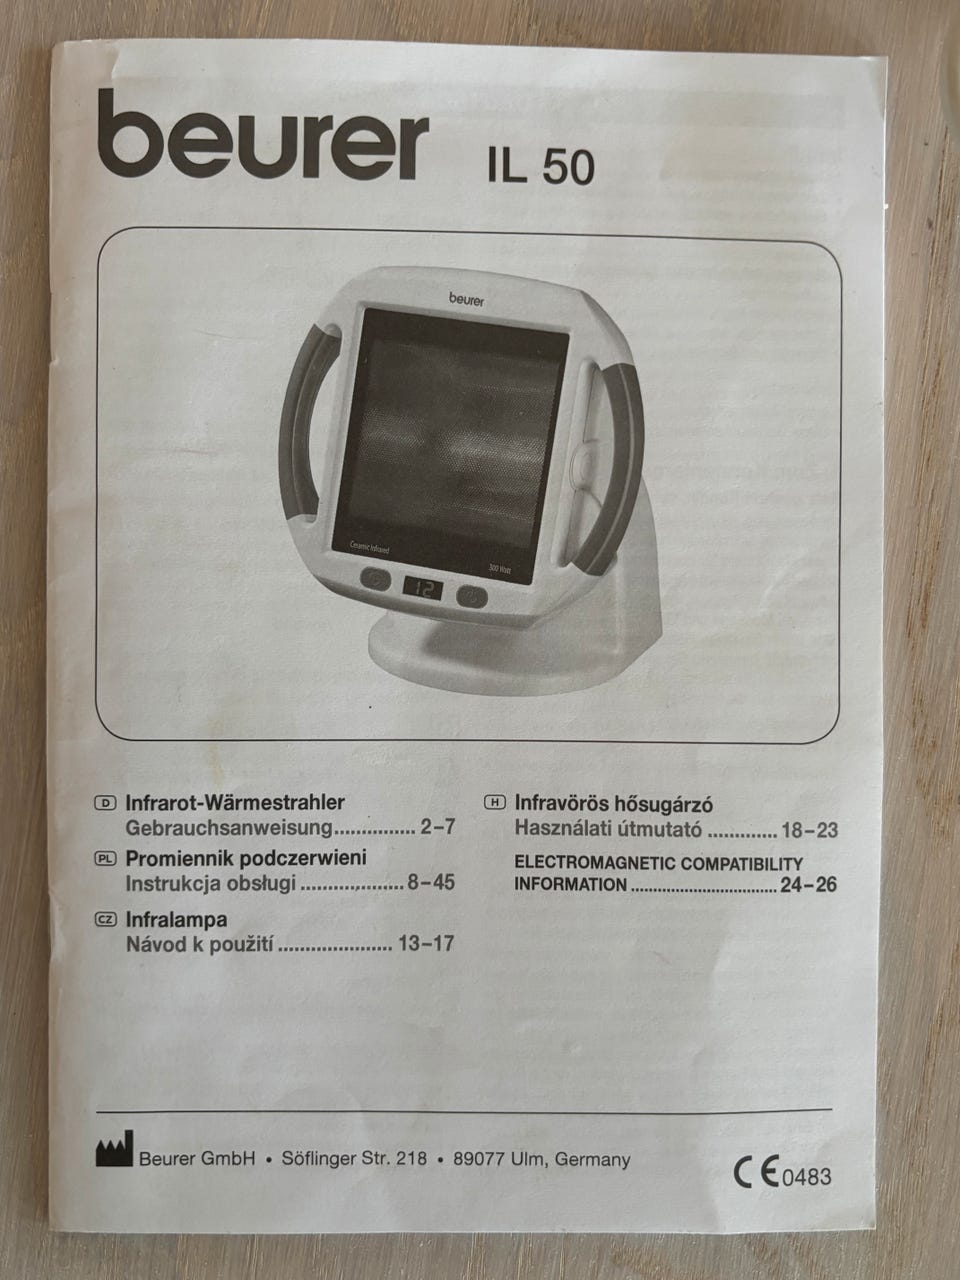 beurer IL 50
beurer
Ceramic Infrared
300 Watt
12
D Infrarot-Wärmestrahler
Gebrauchsanweisung............... 2–7
PL Promiennik podczerwieni
Instrukcja obsługi ................... 8–45
CZ Infralampa
Návod k použití ..................... 13–17
H Infravörös hősugárzó
Használati útmutató ............. 18–23
ELECTROMAGNETIC COMPATIBILITY
INFORMATION ................................ 24–26
Beurer GmbH • Söflinger Str. 218 • 89077 Ulm, Germany
CE0483